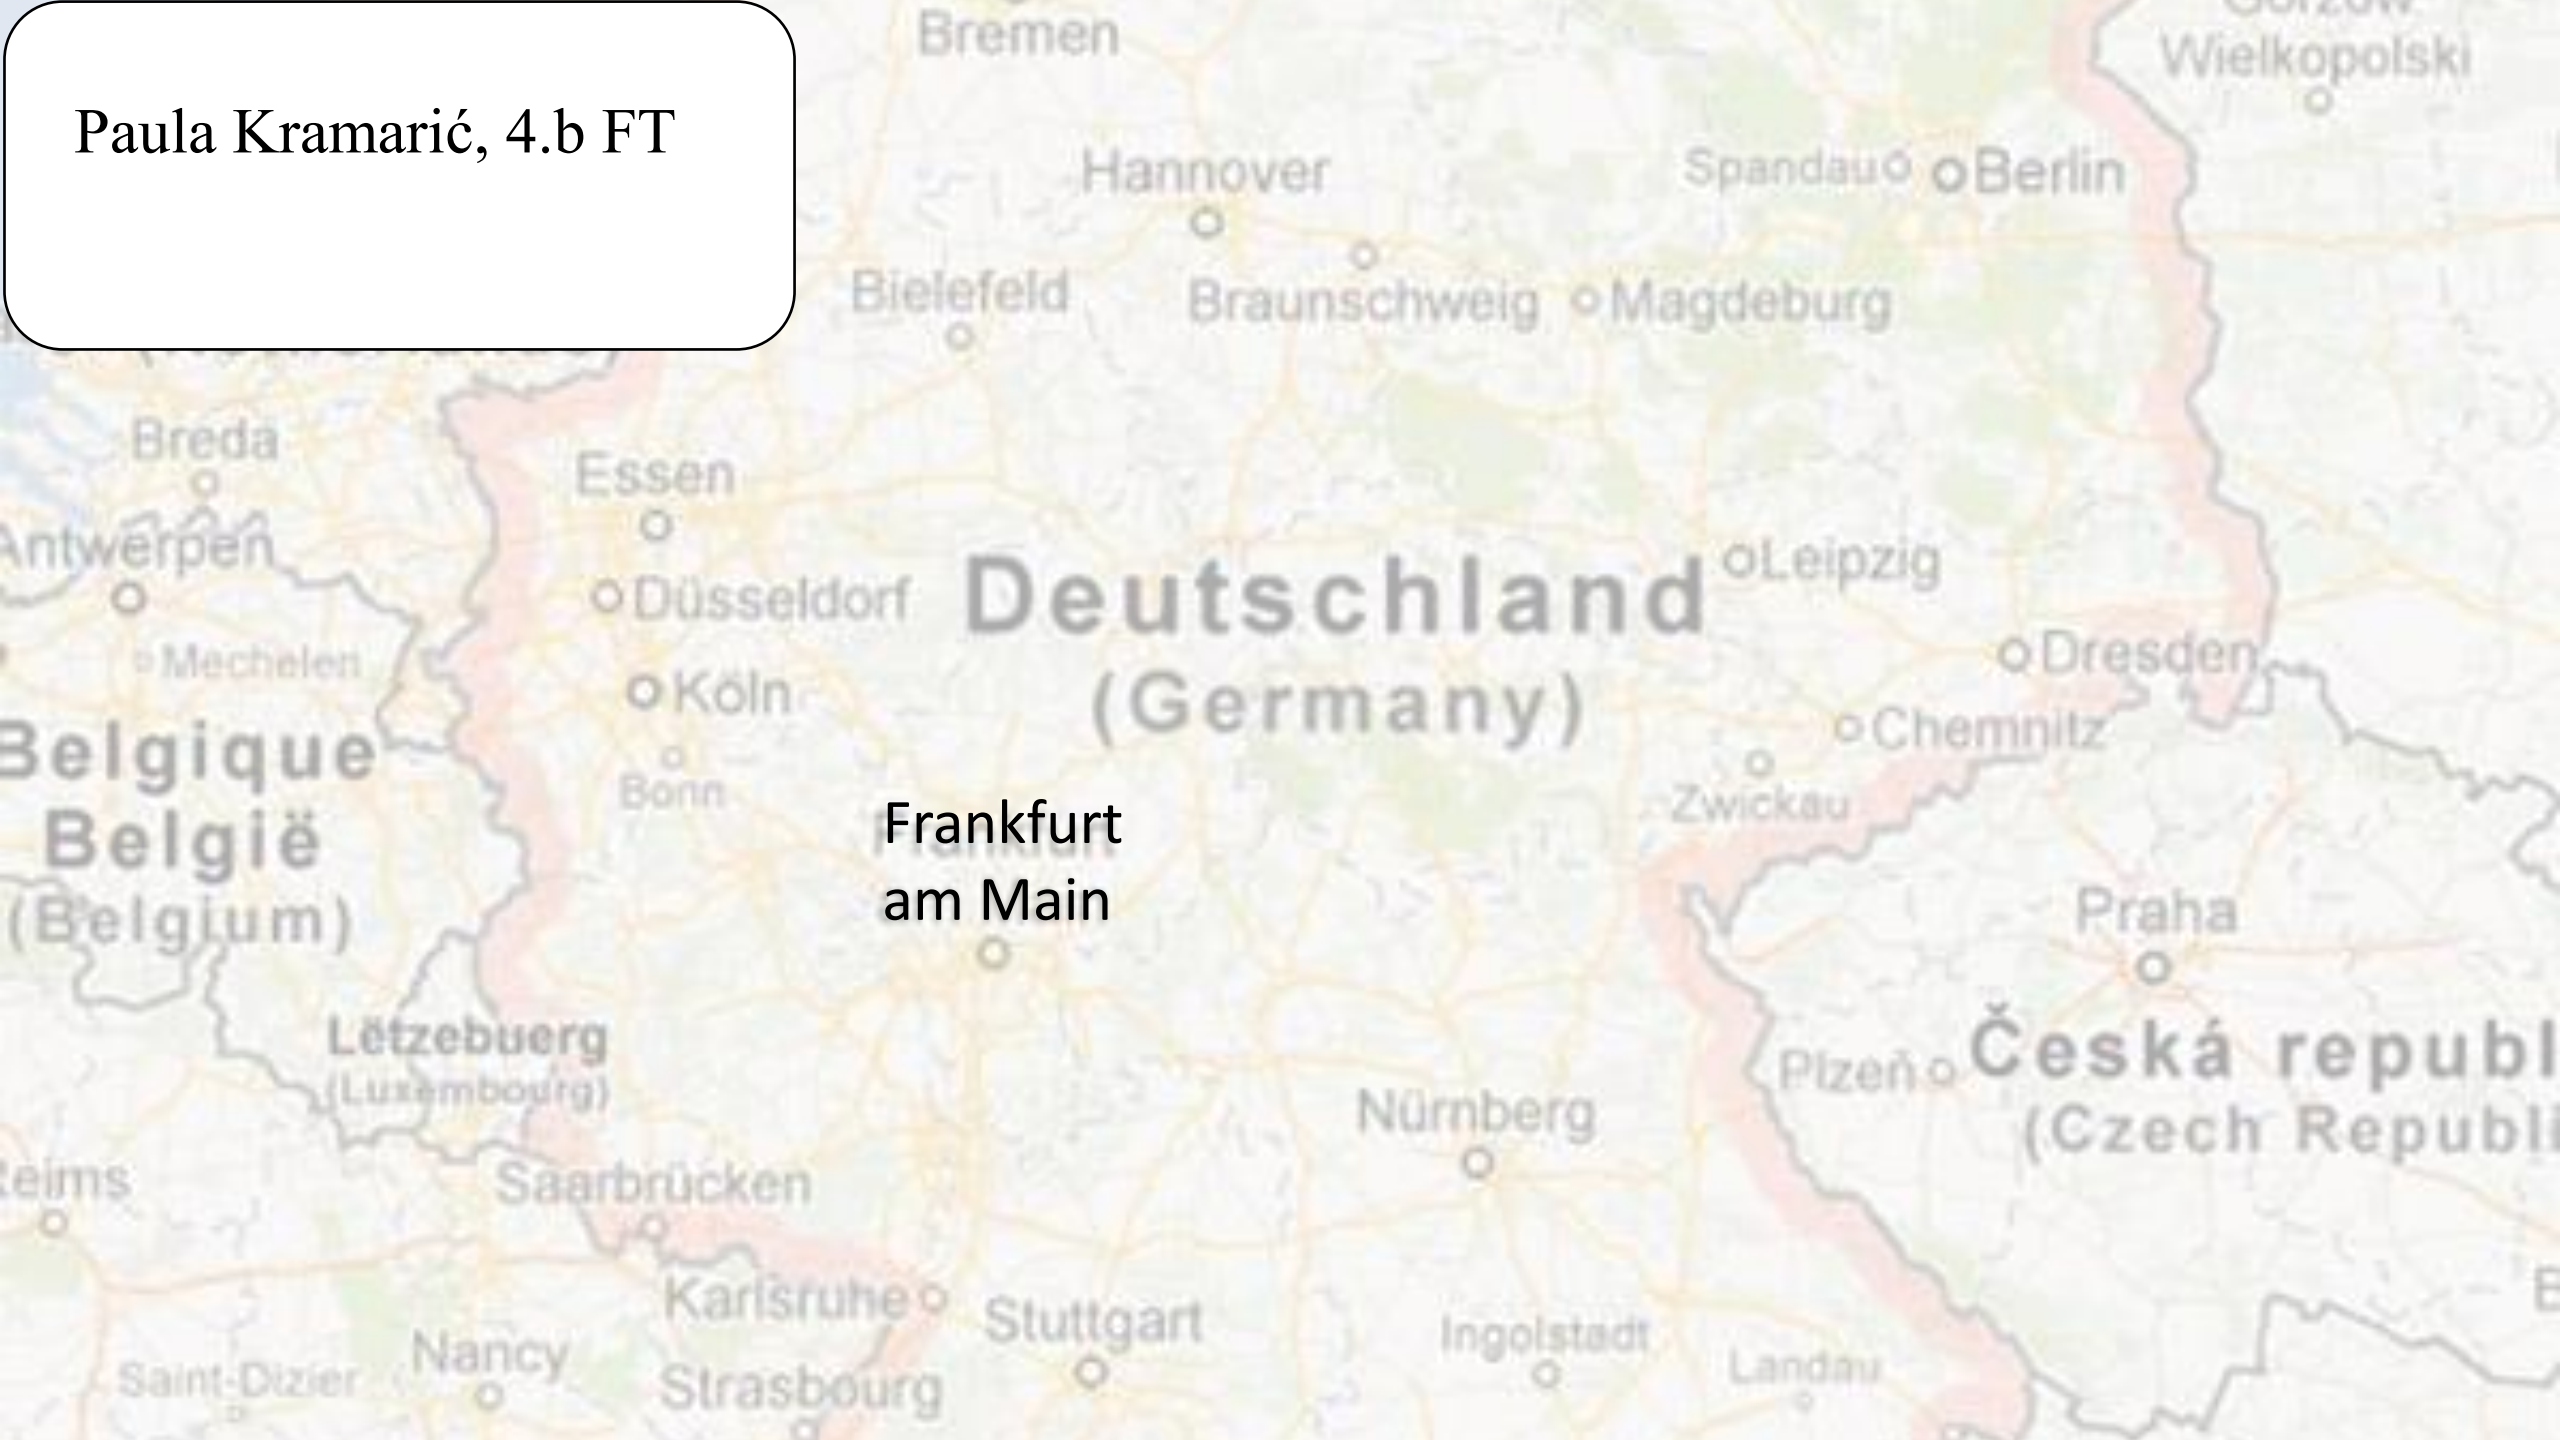 Paula Kramarić, 4.b FT
Bremen
Wielkopolski
Hannover
Spandau
Berlin
Bielefeld
Braunschweig
Magdeburg
Breda
Essen
Antwerpen
Düsseldorf
Deutschland
(Germany)
Leipzig
Mechelen
Köln
Dresden
Chemnitz
Belgique
België
(Belgium)
Bonn
Zwickau
Frankfurt
am Main
Praha
Lëtzebuerg
(Luxembourg)
Plzeň
Česká republ
(Czech Republi
Nürnberg
Reims
Saarbrücken
Karlsruhe
Stuttgart
Ingolstadt
Nancy
Landau
Saint-Dizier
Strasbourg